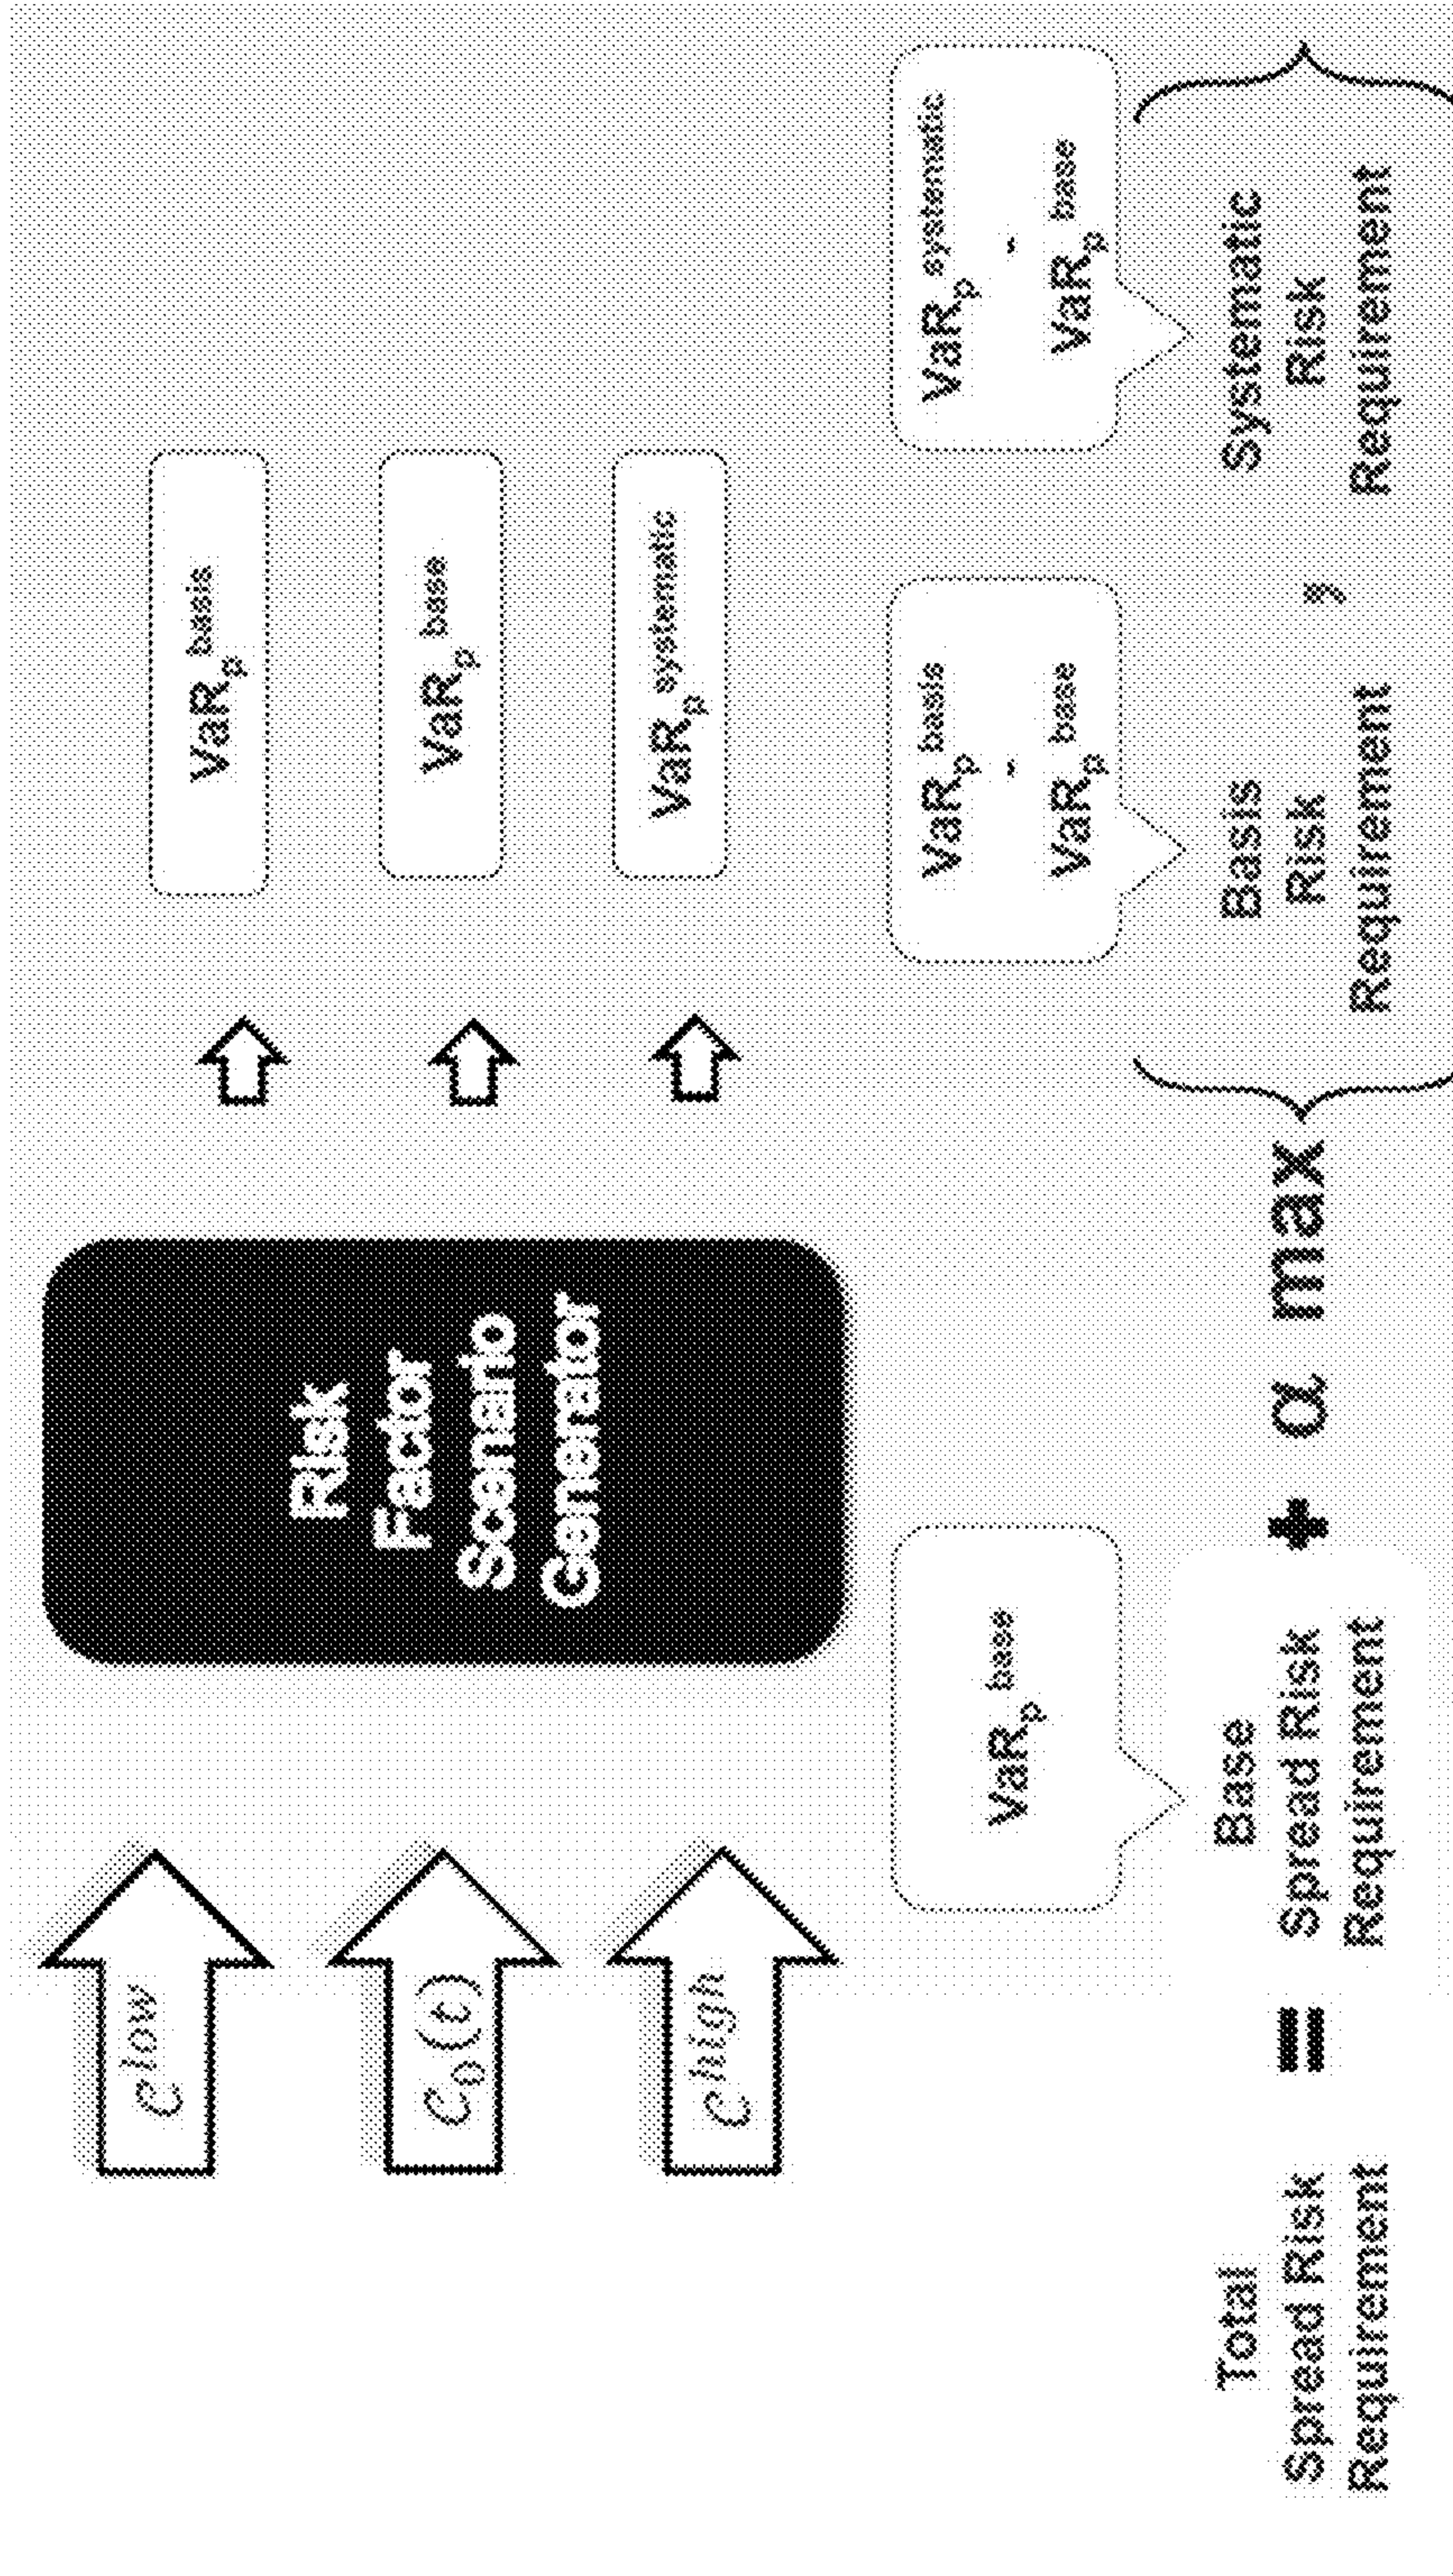 C^low
C_0(t)
C^high
Risk
Factor
Scenario
Generator
VaR_p^basis
VaR_p^base
VaR_p^systematic
VaR_p^base
VaR_p^basis
-
VaR_p^base
VaR_p^systematic
-
VaR_p^base
Total
Spread Risk
Requirement
=
Base
Spread Risk
Requirement
+ α max {
Basis
Risk
Requirement
,
Systematic
Risk
Requirement
}